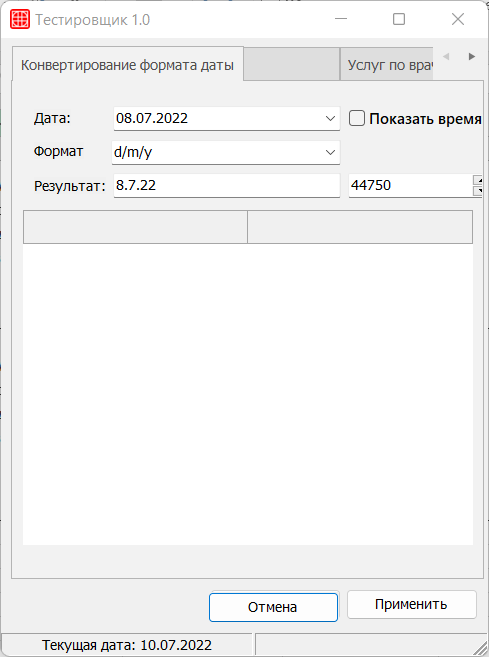 Тестировщик 1.0
Конвертирование формата даты
Услуг по
Дата:
08.07.2022
Показать время
Формат
d/m/y
Результат:
8.7.22
44750
Отмена
Применить
Текущая дата: 10.07.2022